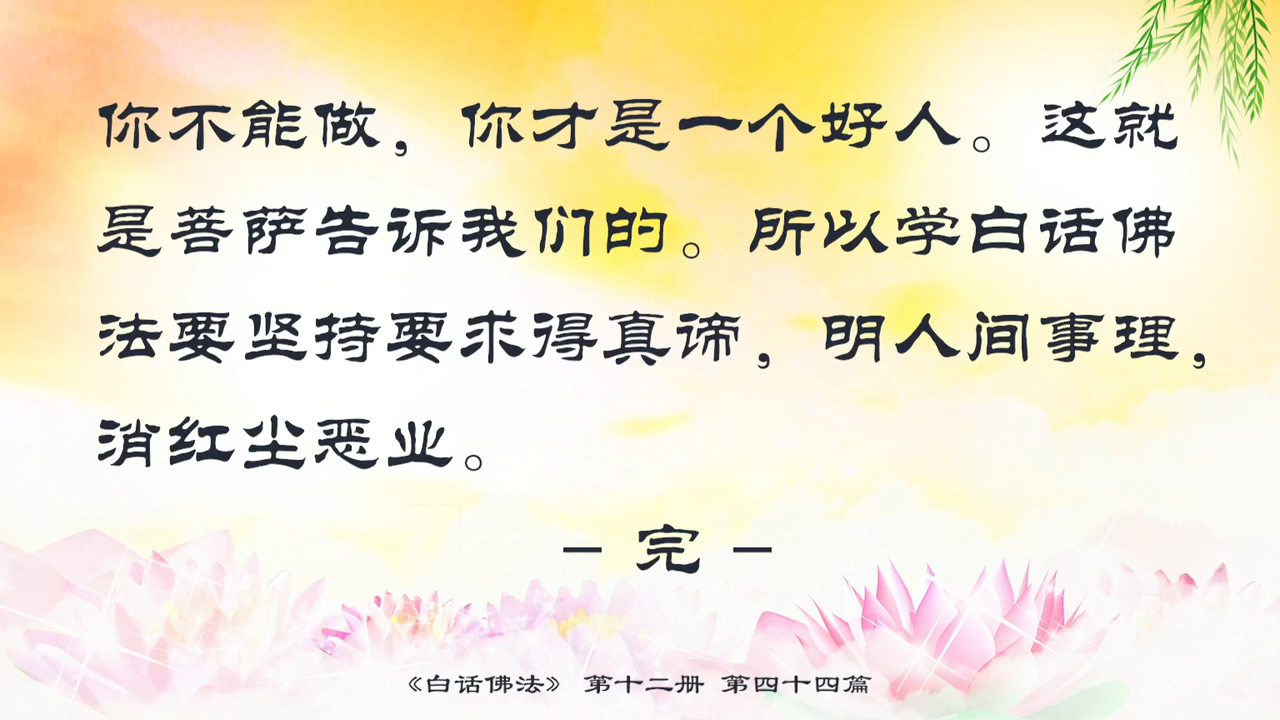 你不能做，你才是一个好人。这就
是菩萨告诉我们的。所以学白话佛
法要坚持要求得真谛，明人间事理，
消红尘恶业。
— 完 —
《白话佛法》 第十二册 第四十四篇